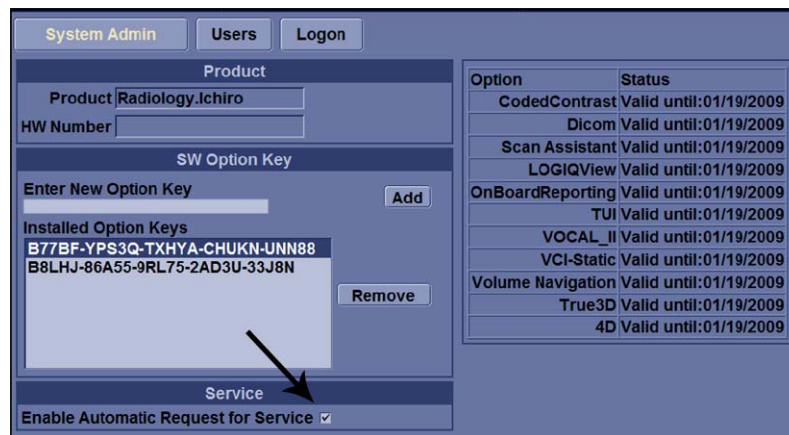 System Admin Users Logon
Product
Product Radiology.Ichiro
HW Number
SW Option Key
Enter New Option Key
Add
Installed Option Keys
B77BF-YPS3Q-TXHYA-CHUKN-UNN88
B8LHJ-86A55-9RL75-2AD3U-33J8N
Remove
Service
Enable Automatic Request for Service
Option Status
CodedContrast Valid until:01/19/2009
Dicom Valid until:01/19/2009
Scan Assistant Valid until:01/19/2009
LOGIQView Valid until:01/19/2009
OnBoardReporting Valid until:01/19/2009
TUI Valid until:01/19/2009
VOCAL_II Valid until:01/19/2009
VCI-Static Valid until:01/19/2009
Volume Navigation Valid until:01/19/2009
True3D Valid until:01/19/2009
4D Valid until:01/19/2009